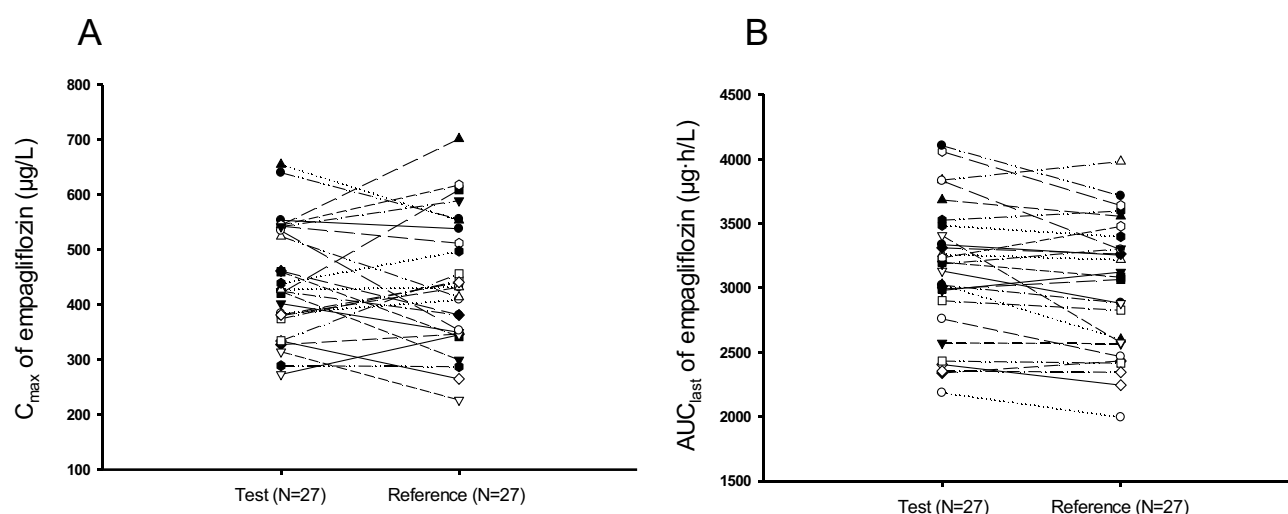 A
Cmax of empagliflozin (µg/L)
800
700
600
500
400
300
200
100
Test (N=27)
Reference (N=27)
B
AUClast of empagliflozin (µg·h/L)
4500
4000
3500
3000
2500
2000
1500
Test (N=27)
Reference (N=27)